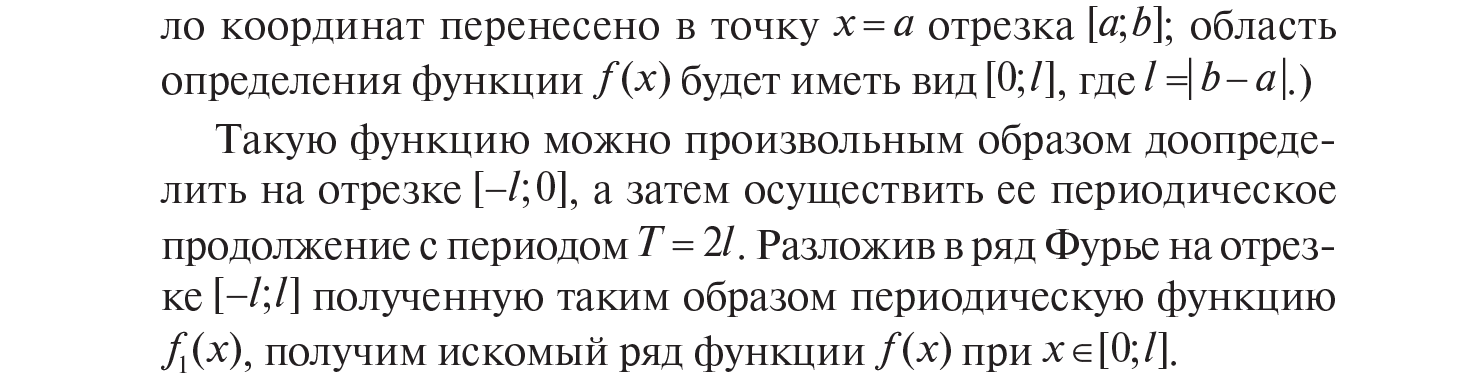 ло координат перенесено в точку x = a отрезка [a;b]; область
определения функции f(x) будет иметь вид [0;l], где l =| b – a|.)
Такую функцию можно произвольным образом доопреде-
лить на отрезке [–l;0], а затем осуществить ее периодическое
продолжение с периодом T = 2l. Разложив в ряд Фурье на отрез-
ке [–l;l] полученную таким образом периодическую функцию
f₁(x), получим искомый ряд функции f(x) при x∈[0;l].